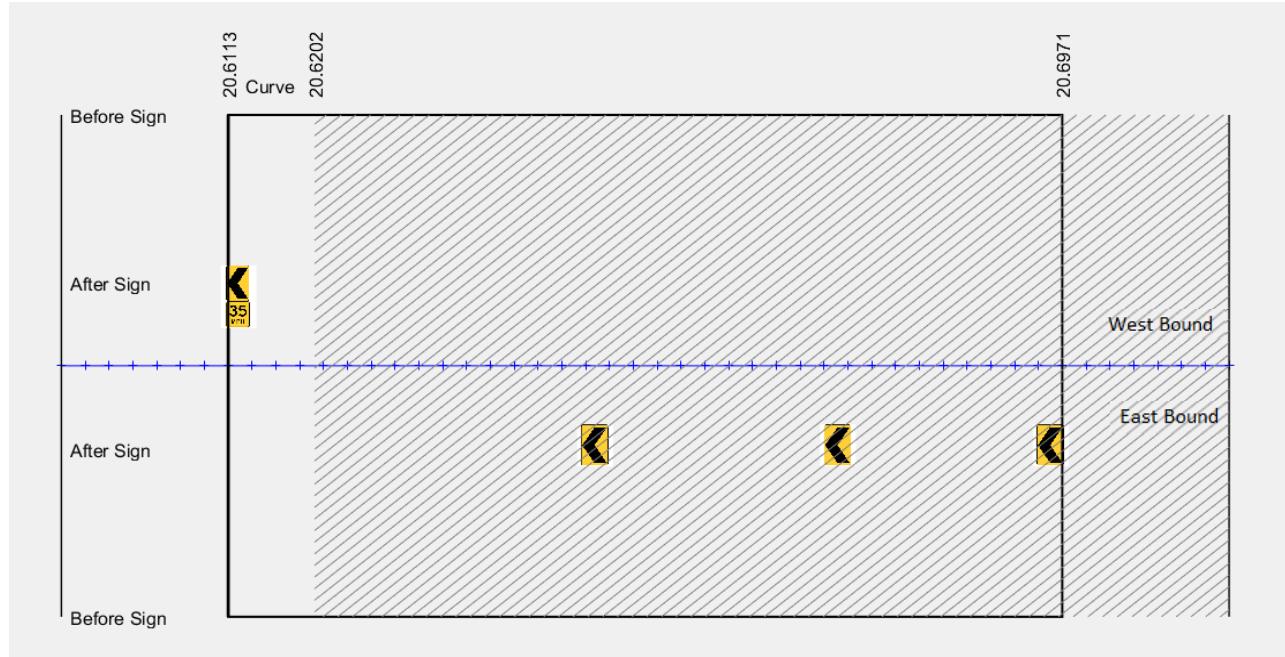 20.6113
Curve
20.6202
20.6971
Before Sign
After Sign
35
MPH
West Bound
East Bound
After Sign
Before Sign